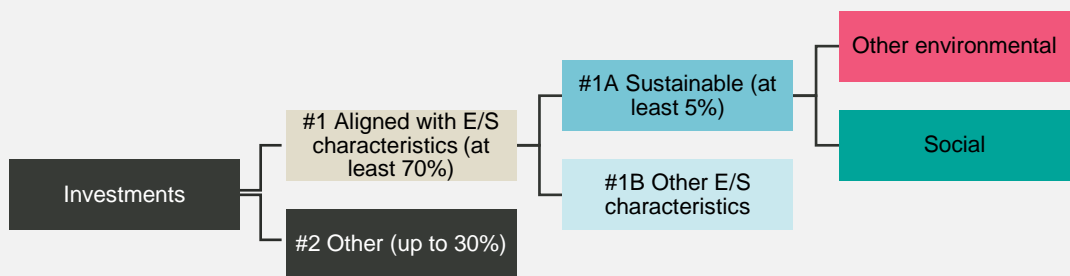 Investments
#1 Aligned with E/S
characteristics (at
least 70%)
#2 Other (up to 30%)
#1A Sustainable (at
least 5%)
#1B Other E/S
characteristics
Other environmental
Social